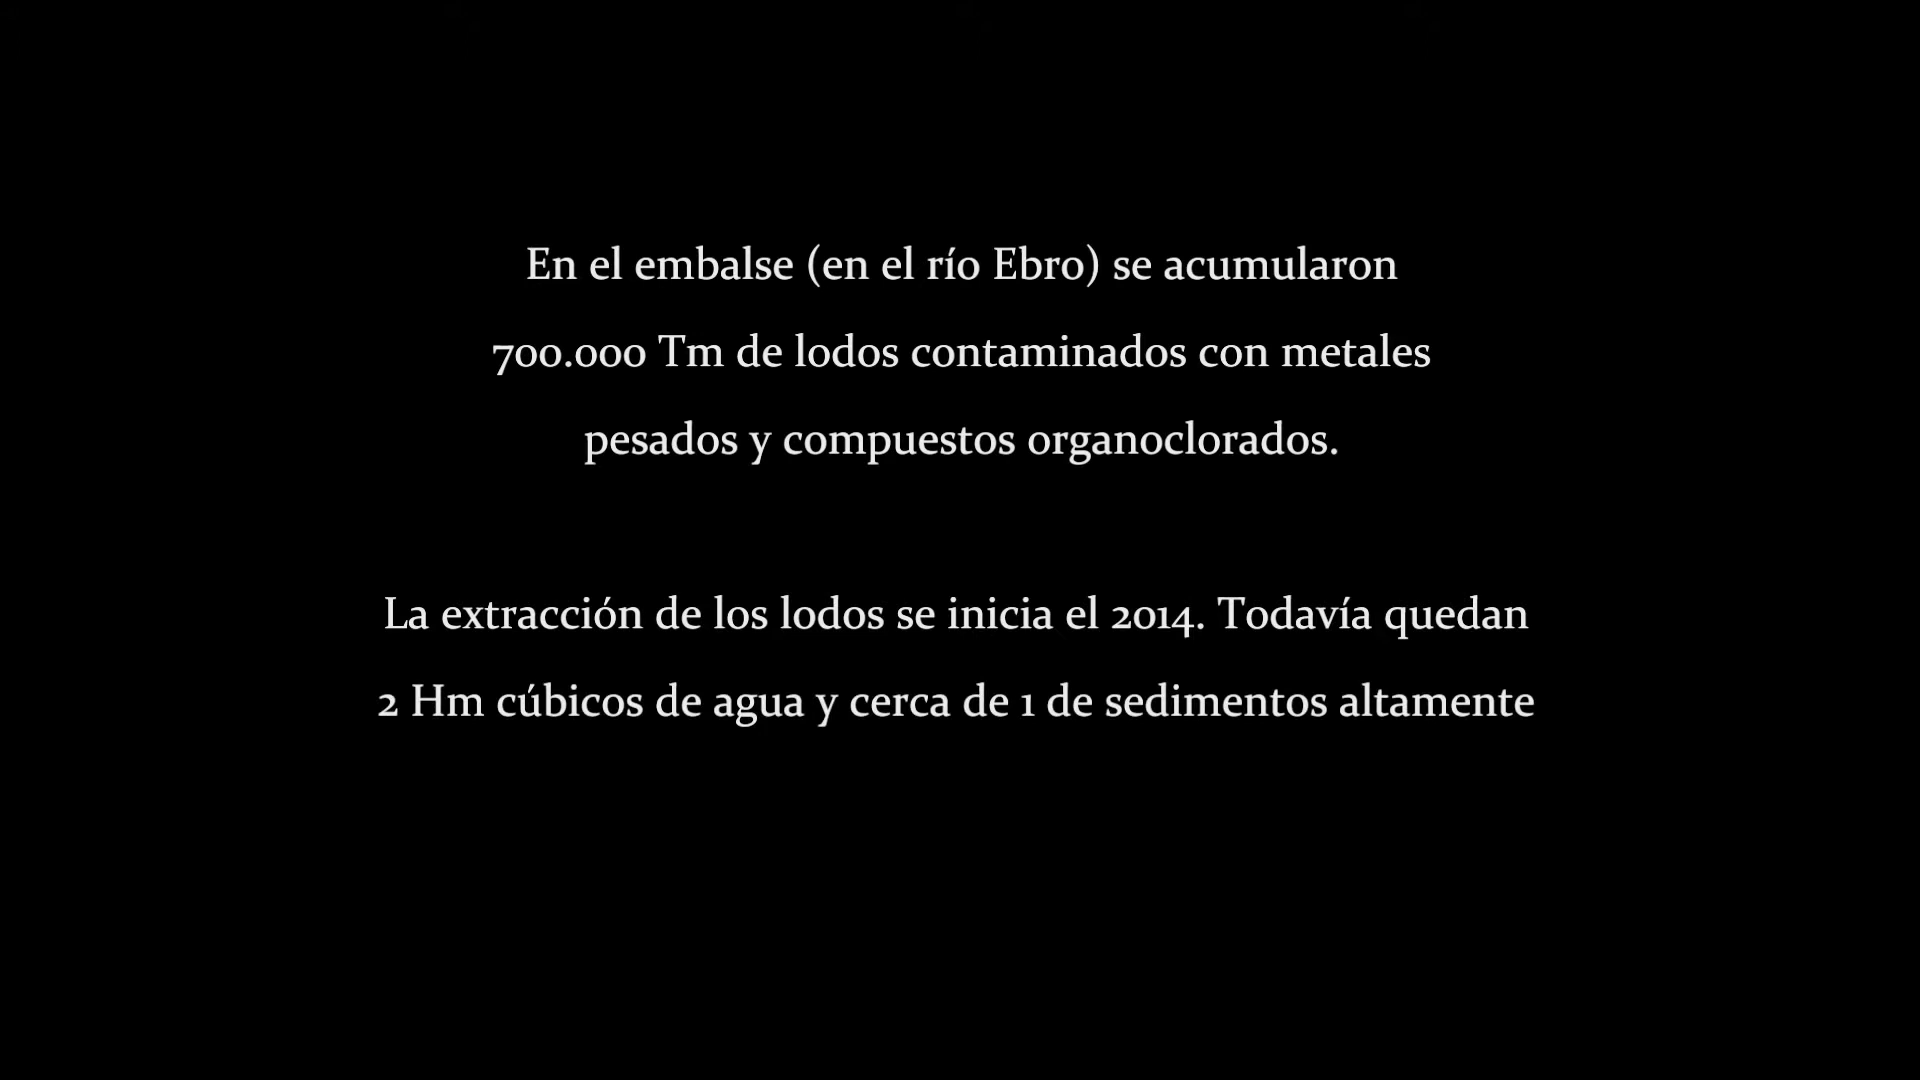 En el embalse (en el río Ebro) se acumularon
700.000 Tm de lodos contaminados con metales
pesados y compuestos organoclorados.
La extracción de los lodos se inicia el 2014. Todavía quedan
2 Hm cúbicos de agua y cerca de 1 de sedimentos altamente